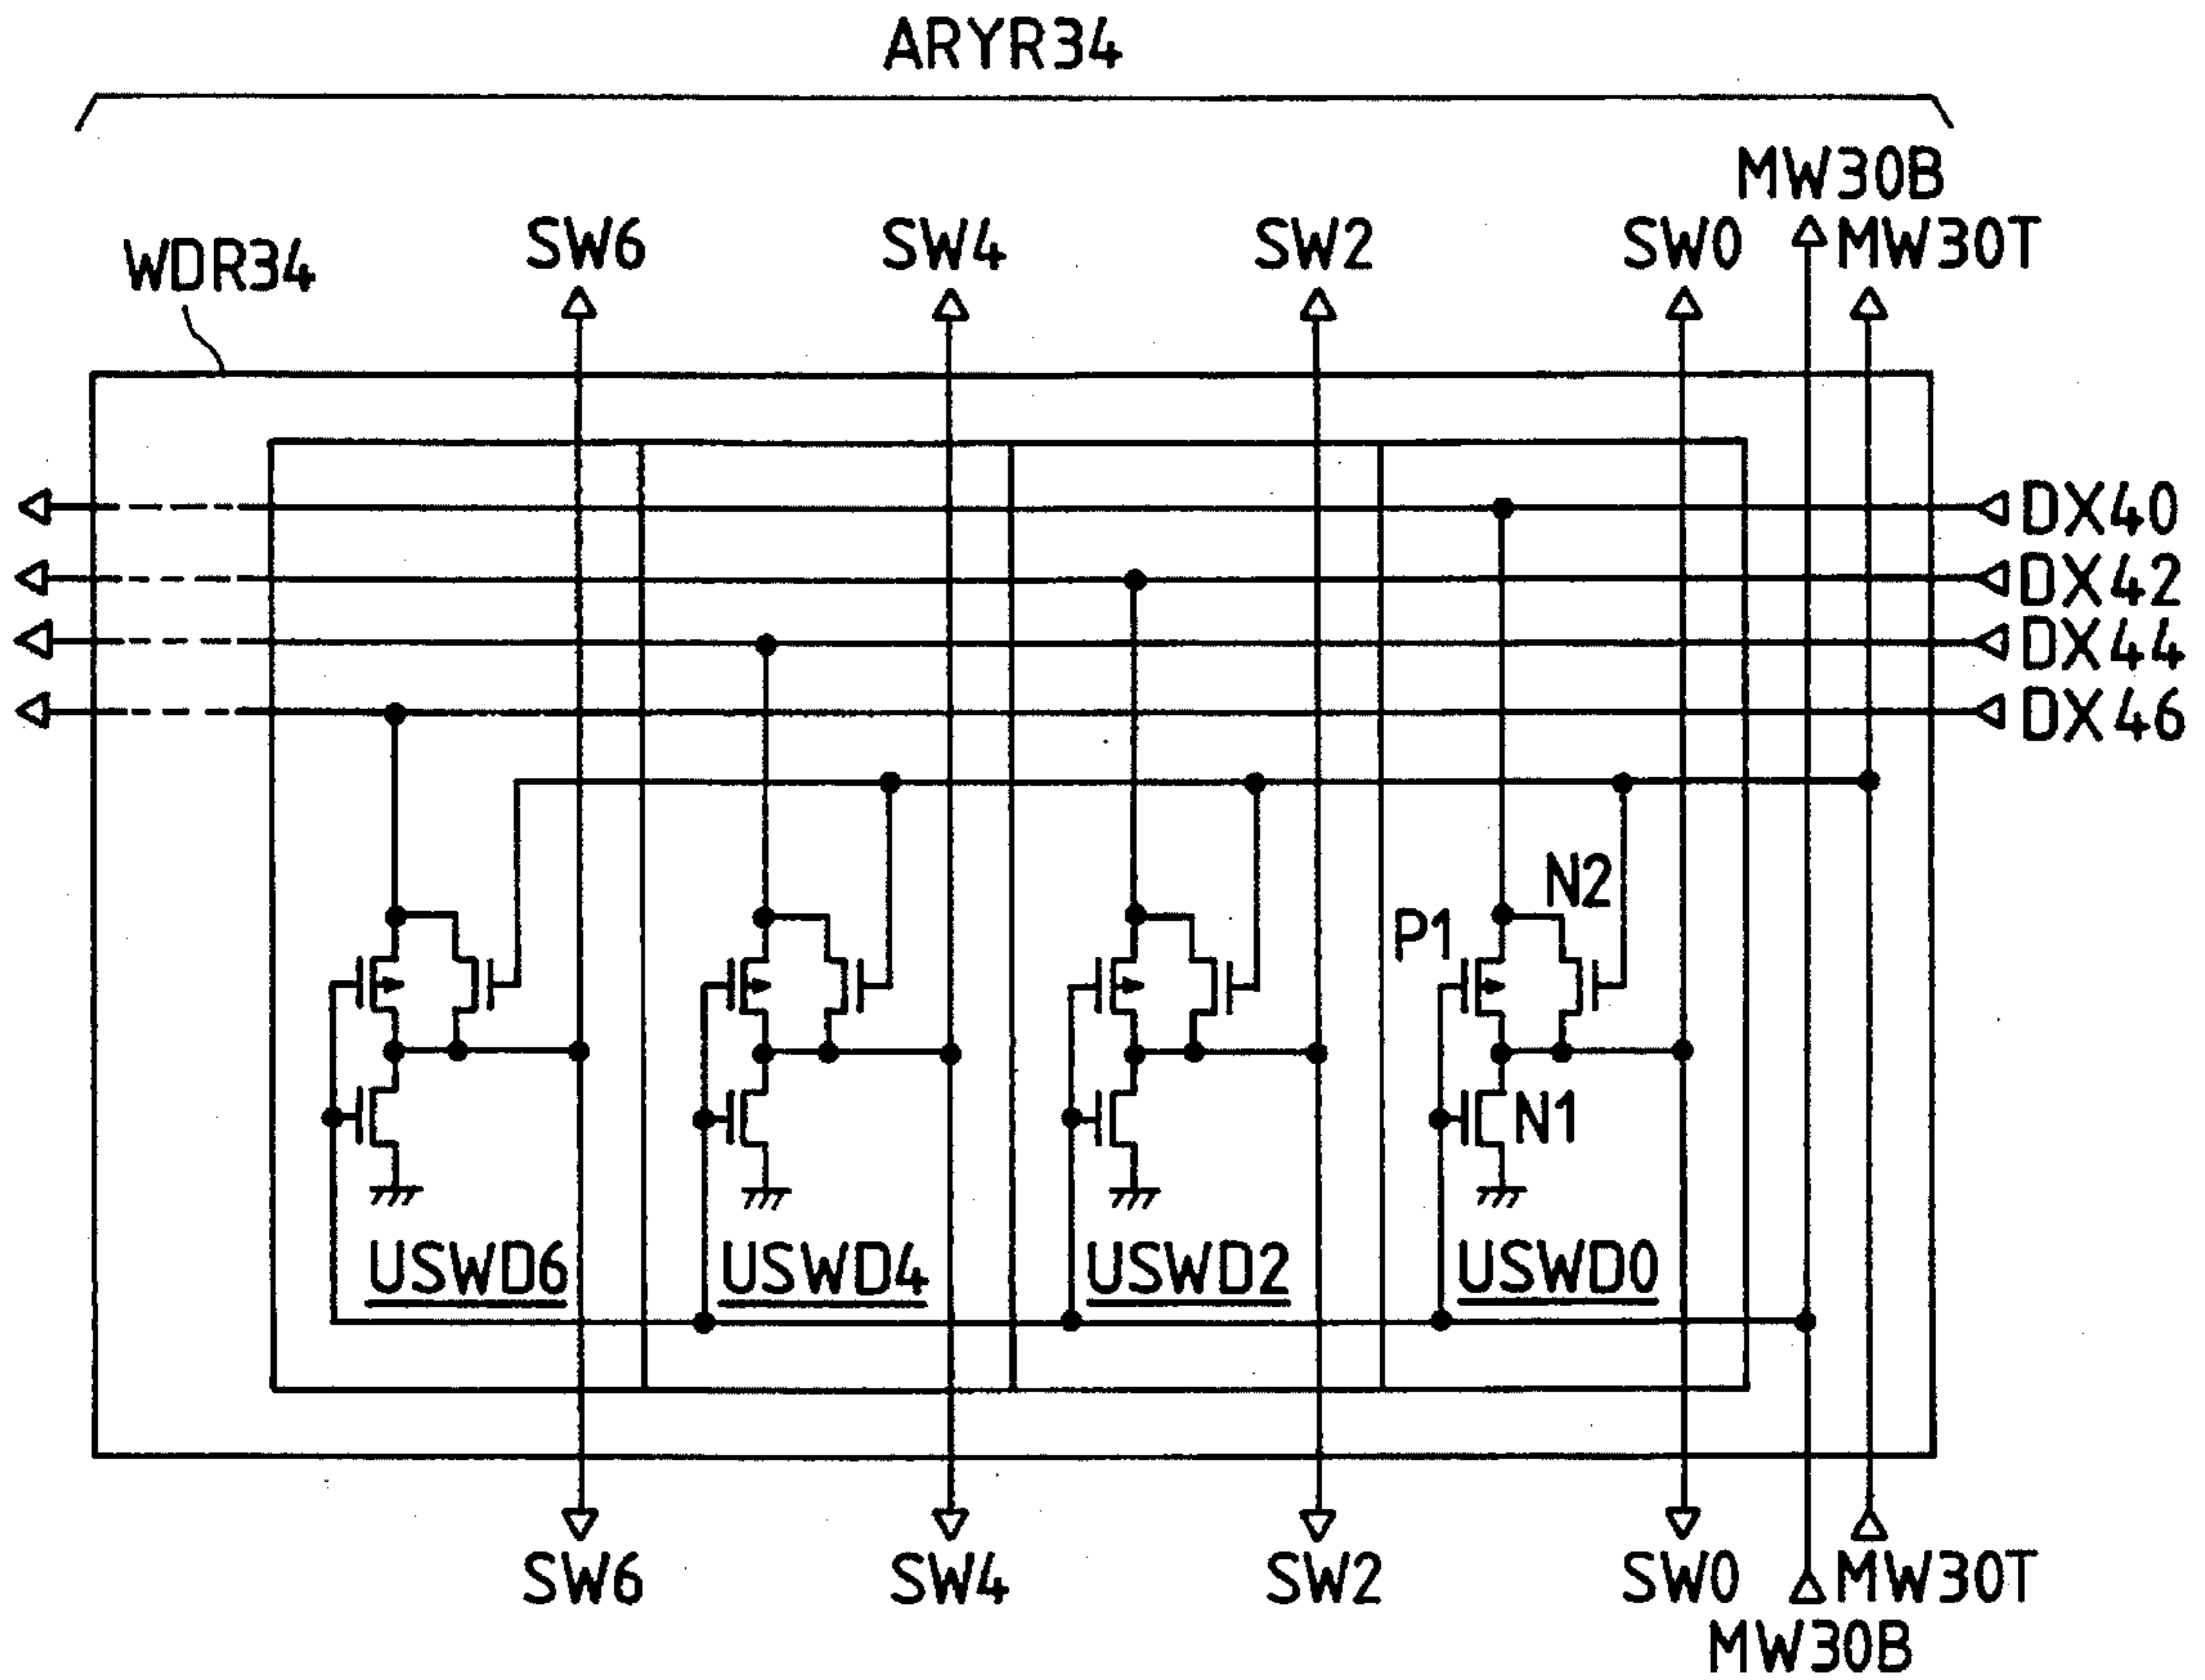 ARYR34
MW30B
SW6 SW4 SW2 SW0 MW30T
WDR34
DX40
DX42
DX44
DX46
N2
P1
N1
USWD6 USWD4 USWD2 USWD0
SW6 SW4 SW2 SW0 MW30T
MW30B